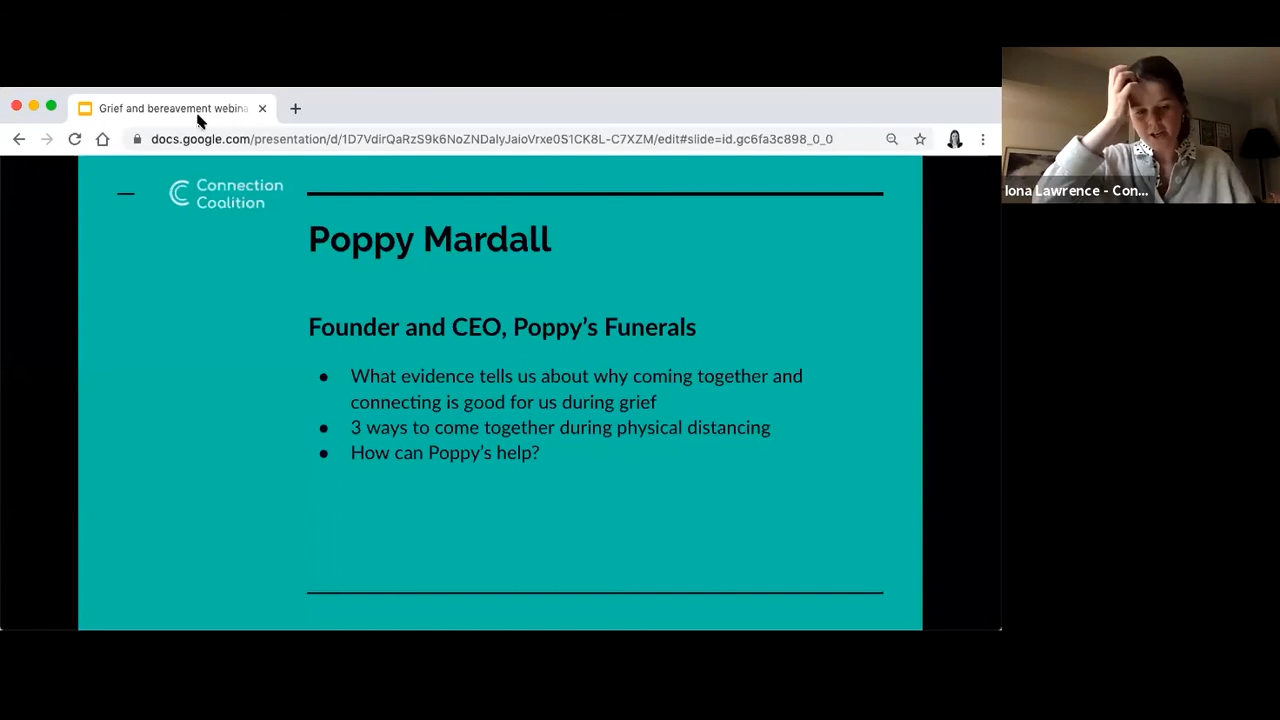 Grief and bereavement webina
docs.google.com/presentation/d/1D7VdirQaRzS9k6NoZNDalyJaioVrxe0S1CK8L-C7XZM/edit#slide=id.gc6fa3c898_0_0
Iona Lawrence - Con...
Connection
Coalition
Poppy Mardall
Founder and CEO, Poppy’s Funerals
● What evidence tells us about why coming together and
connecting is good for us during grief
● 3 ways to come together during physical distancing
● How can Poppy’s help?